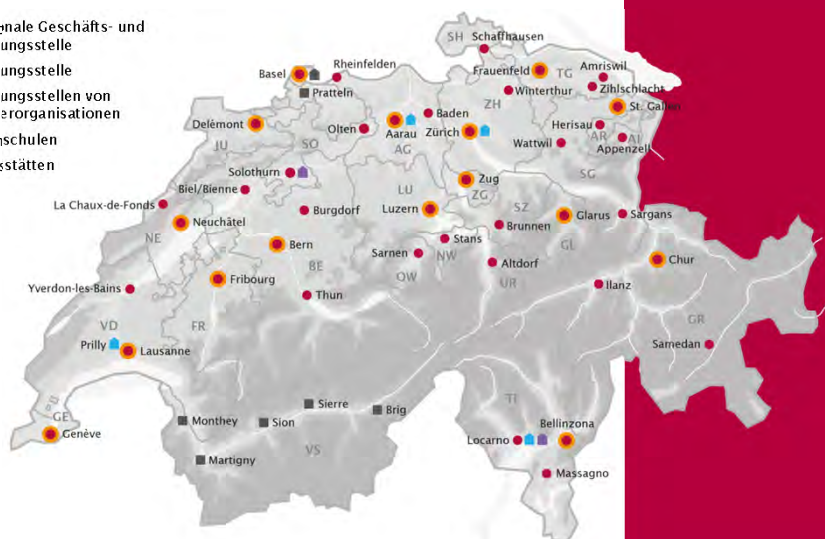 nale Geschäfts- und
ungsstelle
ungsstelle
ungsstellen von
erorganisationen
schulen
stätten
SH Schaffhausen
Rheinfelden
Basel
Frauenfeld
TG
Amriswil
Pratteln
ZH
Winterthur
Zihlschlacht
St. Gallen
Delémont
Olten
Aarau
Baden
Zürich
Herisau
AR
AI
JU
SO
AG
Wattwil
Appenzell
Solothurn
SG
Biel/Bienne
LU
Zug
ZG
La Chaux-de-Fonds
Burgdorf
Luzern
SZ
Glarus
Sargans
Neuchâtel
Brunnen
NE
Bern
Stans
GL
Sarnen
NW
Chur
BE
OW
Altdorf
UR
Fribourg
Yverdon-les-Bains
Thun
Ilanz
VD
FR
GR
Prilly
Lausanne
Samedan
GE
Sierre
TI
Monthey
Sion
Brig
Bellinzona
Genève
Locarno
VS
Martigny
Massagno